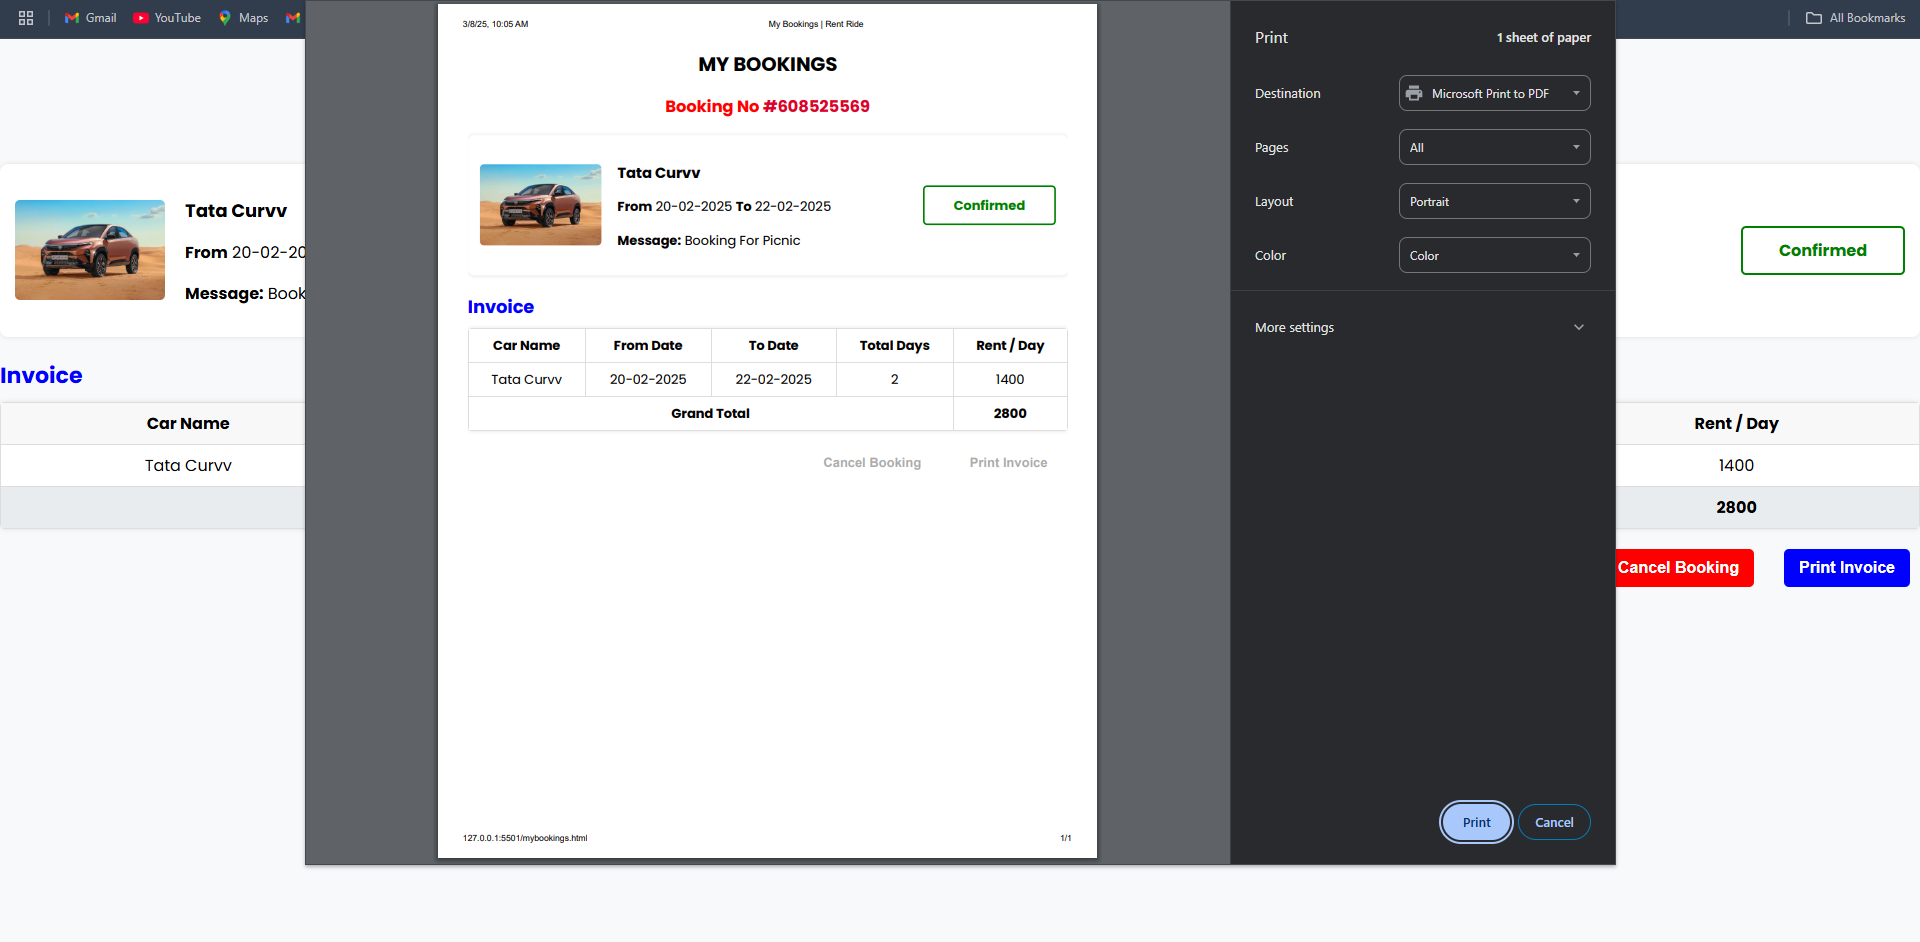 Gmail YouTube Maps All Bookmarks
3/8/25, 10:05 AM My Bookings | Rent Ride
MY BOOKINGS
Booking No #608525569
Tata Curvv
From 20-02-2025 To 22-02-2025
Message: Booking For Picnic
Confirmed
Invoice
Car Name From Date To Date Total Days Rent / Day
Tata Curvv 20-02-2025 22-02-2025 2 1400
Grand Total 2800
Cancel Booking Print Invoice
127.0.0.1:5501/mybookings.html 1/1
Print 1 sheet of paper
Destination Microsoft Print to PDF
Pages All
Layout Portrait
Color Color
More settings
Print Cancel
Tata Curvv
From 20-02-20
Message: Book
Confirmed
Invoice
Car Name Rent / Day
Tata Curvv 1400
2800
Cancel Booking Print Invoice